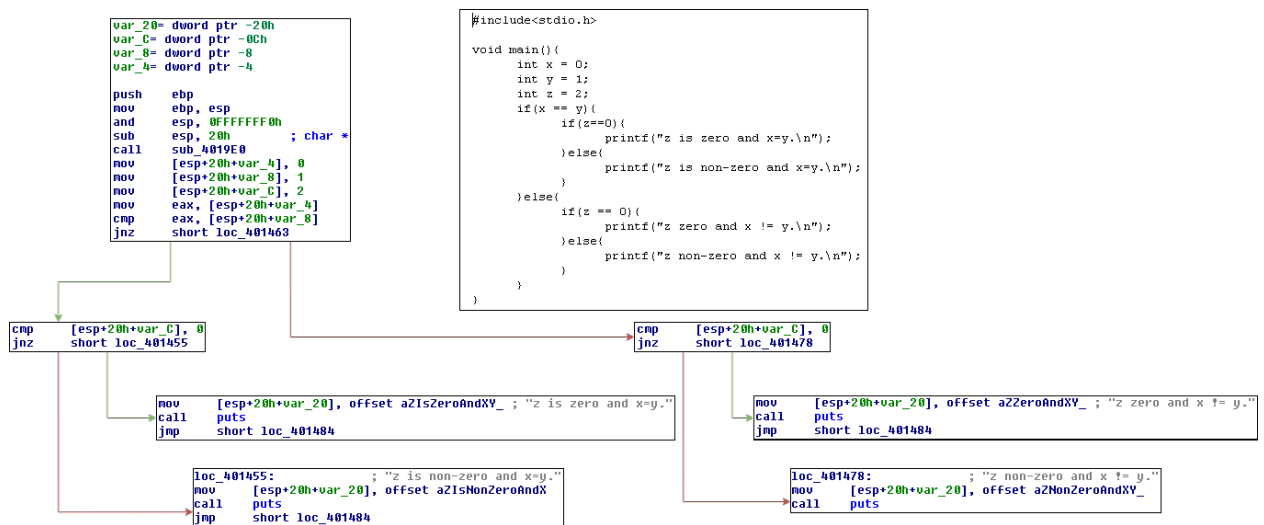 var_20= dword ptr -20h
var_C= dword ptr -0Ch
var_8= dword ptr -8
var_4= dword ptr -4
push ebp
mov ebp, esp
and esp, 0FFFFFFF0h
sub esp, 20h ; char *
call sub_4019E0
mov [esp+20h+var_4], 0
mov [esp+20h+var_8], 1
mov [esp+20h+var_C], 2
mov eax, [esp+20h+var_4]
cmp eax, [esp+20h+var_8]
jnz short loc_401463
#include<stdio.h>
void main(){
int x = 0;
int y = 1;
int z = 2;
if(x == y){
if(z==0){
printf("z is zero and x=y.\n");
}else{
printf("z is non-zero and x=y.\n");
}
}else{
if(z == 0){
printf("z zero and x != y.\n");
}else{
printf("z non-zero and x != y.\n");
}
}
}
cmp [esp+20h+var_C], 0
jnz short loc_401455
cmp [esp+20h+var_C], 0
jnz short loc_401478
mov [esp+20h+var_20], offset aZIsZeroAndXY_ ; "z is zero and x=y."
call puts
jmp short loc_401484
mov [esp+20h+var_20], offset aZZeroAndXY_ ; "z zero and x != y."
call puts
jmp short loc_401484
loc_401455: ; "z is non-zero and x=y."
mov [esp+20h+var_20], offset aZIsNonZeroAndX
call puts
jmp short loc_401484
loc_401478: ; "z non-zero and x != y."
mov [esp+20h+var_20], offset aZNonZeroAndXY_
call puts